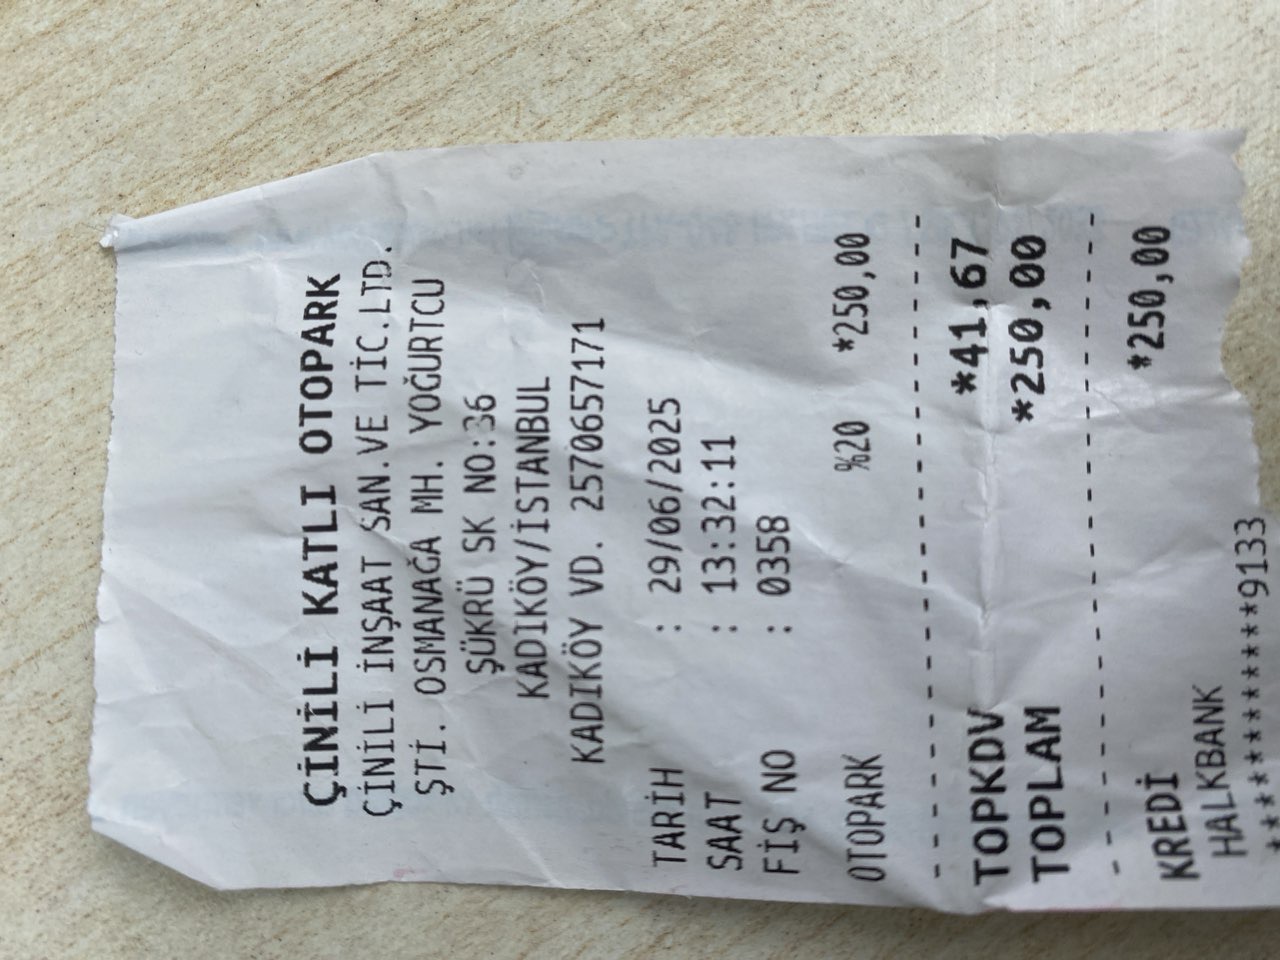 ÇİNİLİ KATLI OTOPARK
ÇİNİLİ İNŞAAT SAN.VE TİC.LTD.
ŞTİ. OSMANAĞA MH. YOĞURTCU
ŞÜKRÜ SK NO:36
KADIKÖY/İSTANBUL
KADIKÖY VD. 2570657171
TARİH : 29/06/2025
SAAT : 13:32:11
FİŞ NO : 0358
OTOPARK %20 *250,00
TOPKDV *41,67
TOPLAM *250,00
KREDİ *250,00
HALKBANK
************9133